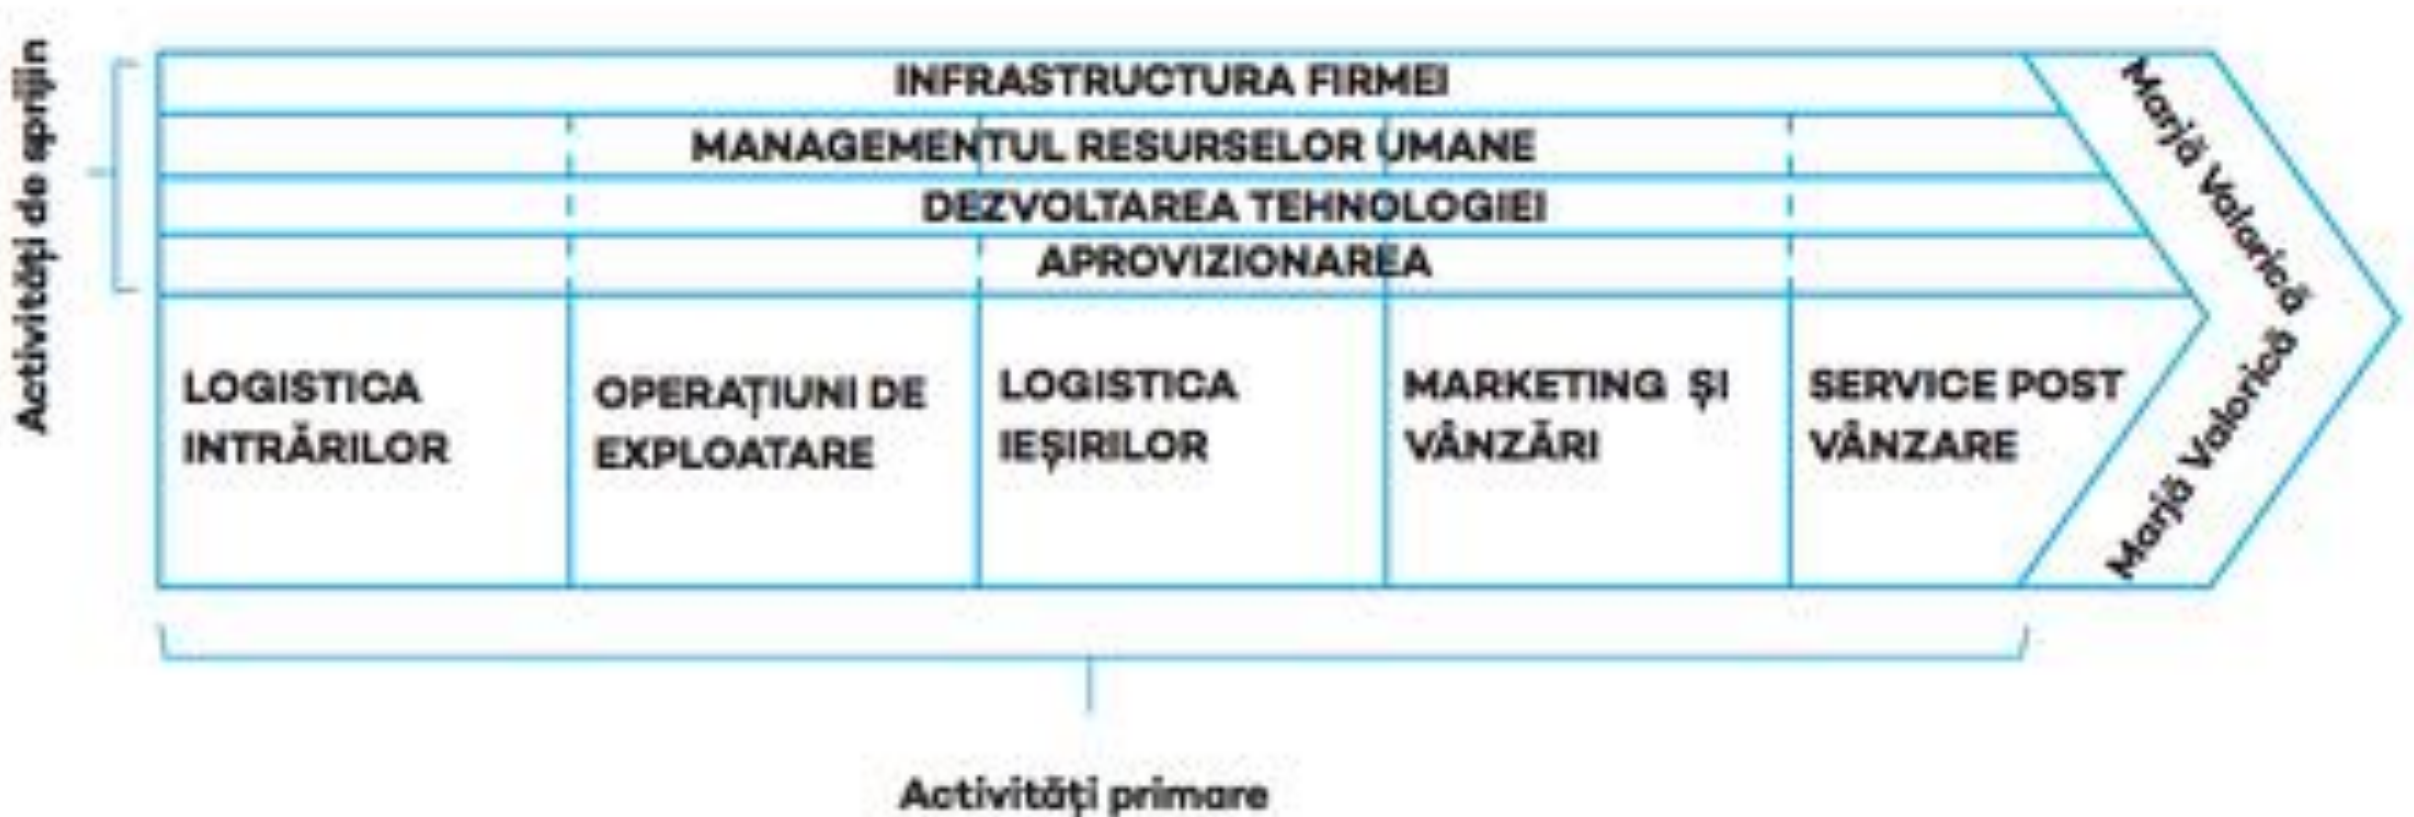 Activități de sprijin
INFRASTRUCTURA FIRMEI
MANAGEMENTUL RESURSELOR UMANE
DEZVOLTAREA TEHNOLOGIEI
APROVIZIONAREA
LOGISTICA
INTRĂRILOR
OPERAȚIUNI DE
EXPLOATARE
LOGISTICA
IEȘIRILOR
MARKETING ȘI
VÂNZĂRI
SERVICE POST
VÂNZARE
Marjă Valorică
Marjă Valorică
Activități primare